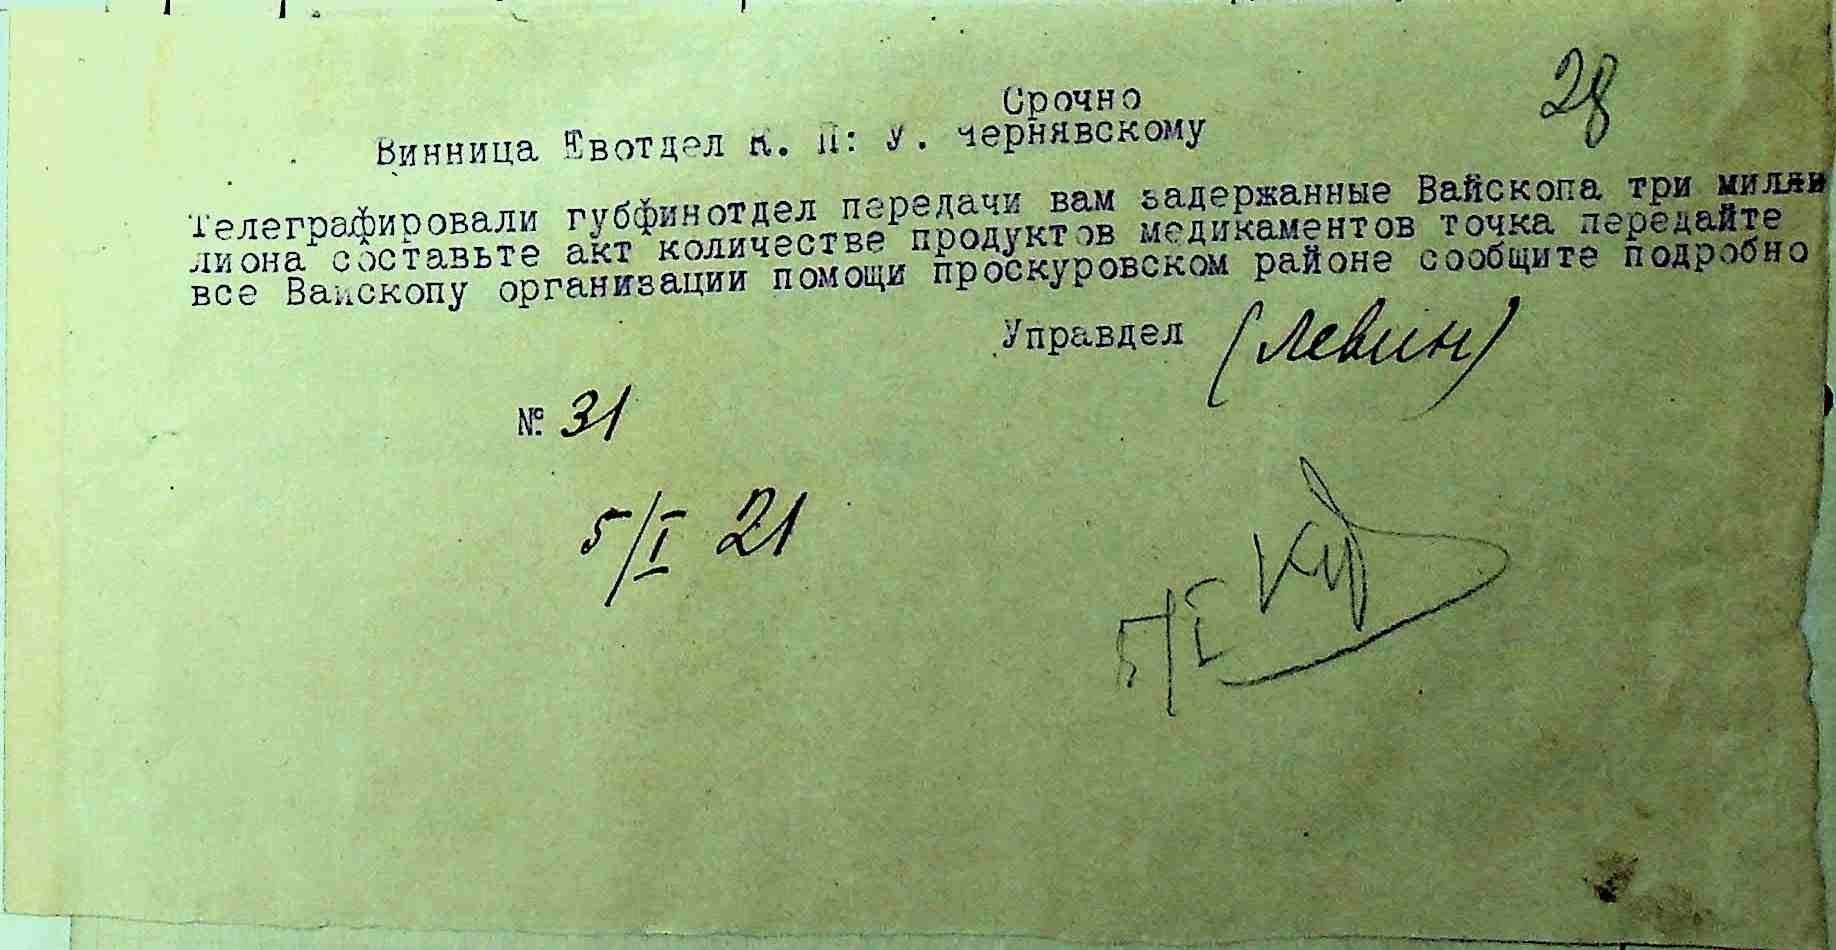 28
Срочно
Винница Евотдел К. П: У. Чернявскому
Телеграфировали губфинотдел передачи вам задержанные Вайскопа три милли
лиона составьте акт количестве продуктов медикаментов точка передайте
все Вайскопу организации помощи проскуровском районе сообщите подробно
Управдел (Левин)
№ 31
5/I 21
5/I